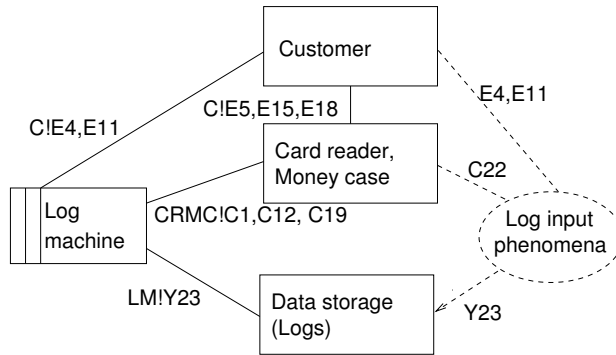 Customer
E4,E11
C!E4,E11
C!E5,E15,E18
Card reader,
Money case
C22
Log
machine
CRMC!C1,C12, C19
Log input
phenomena
LM!Y23
Data storage
(Logs)
Y23